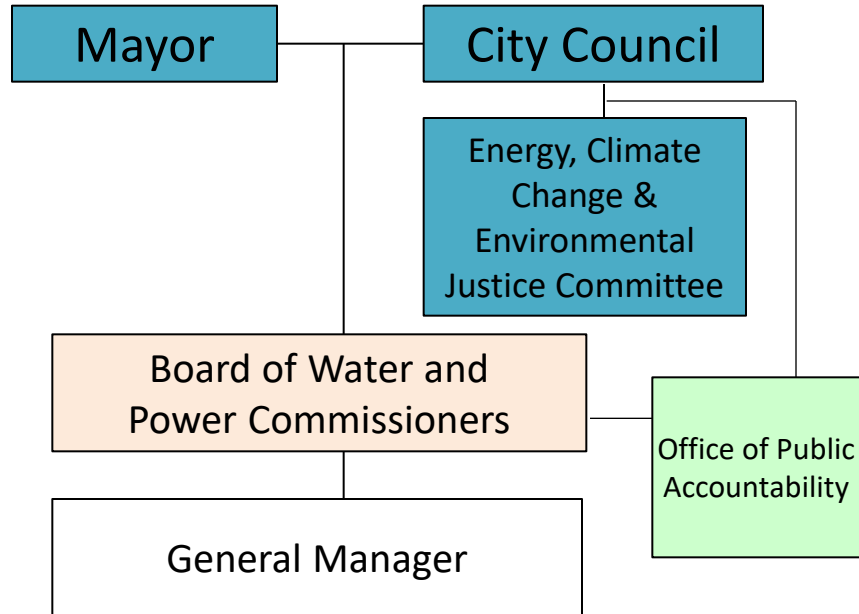 Mayor
City Council
Energy, Climate
Change &
Environmental
Justice Committee
Board of Water and
Power Commissioners
Office of Public
Accountability
General Manager